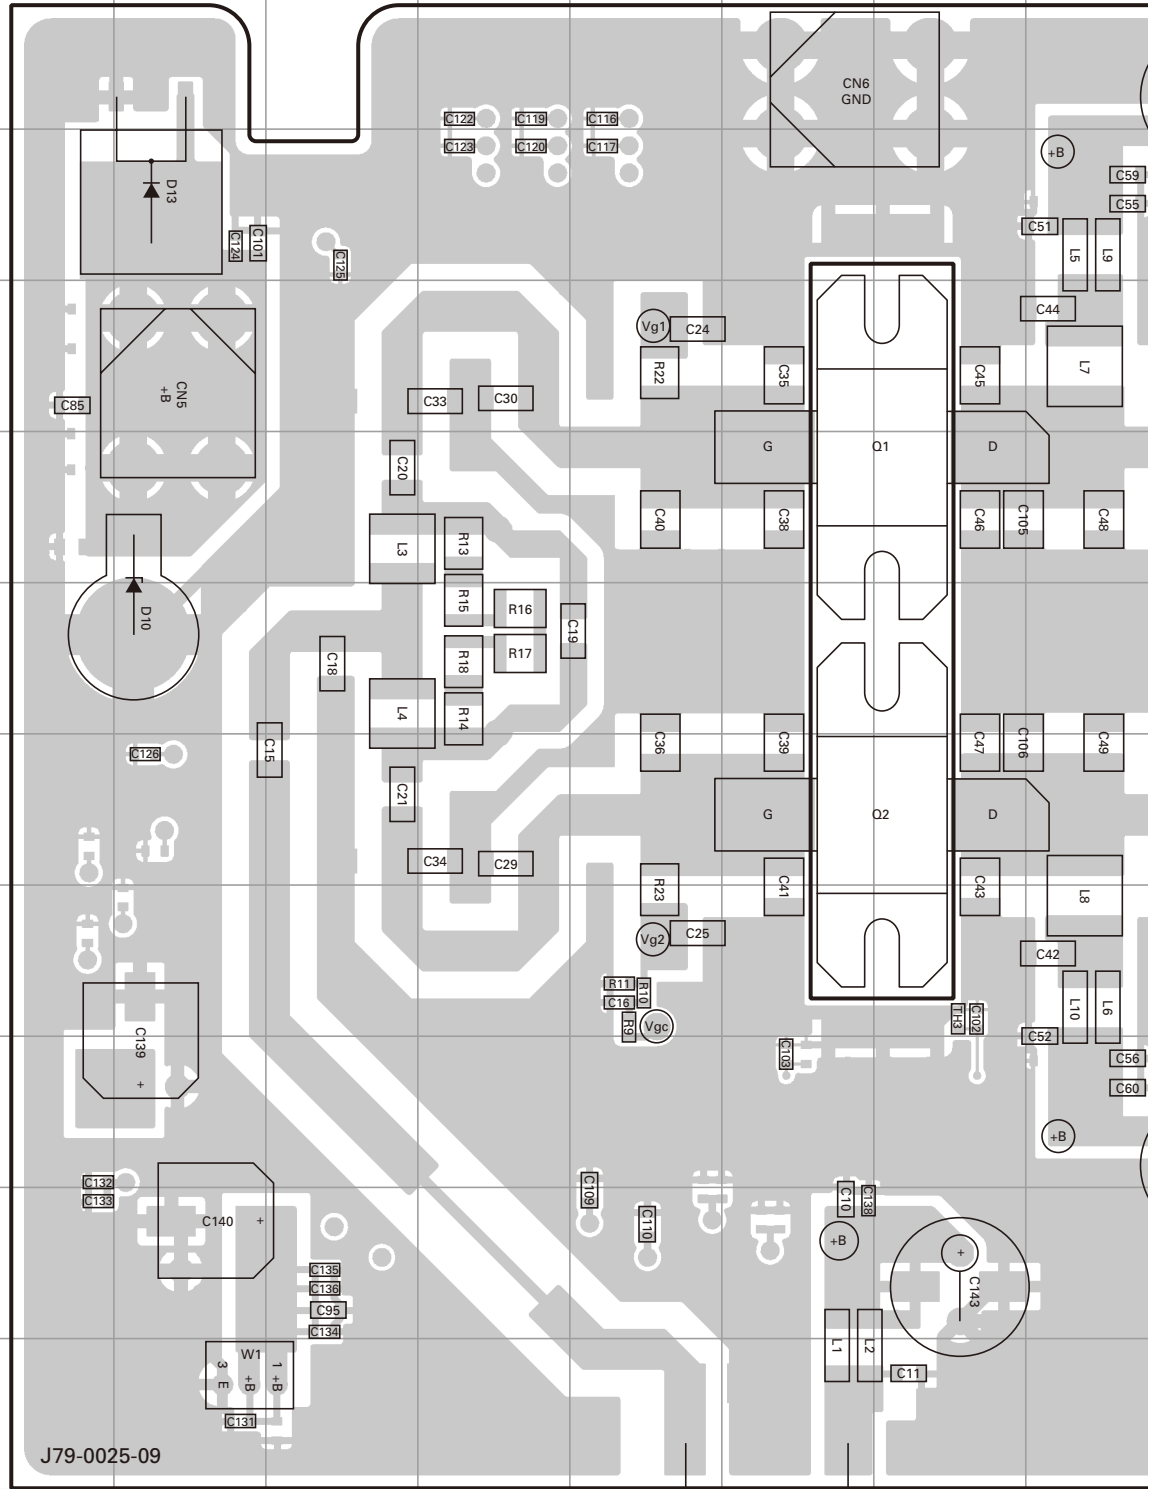 CN6
GND
C122 C119 C116
C123 C120 C117
+B
D13
C59
C55
C124
C101
C125
C51
L5
L9
C44
Vg1
C24
R22
C35
C45
L7
CN5
+B
C85
C33
C30
G
Q1
D
C20
C40
C38
C46
C105
C48
L3
R13
R15
R16
D10
C19
R17
R18
C18
L4
R14
C126
C15
C36
C39
C47
C106
C49
C21
G
Q2
D
C34
C29
R23
C41
C43
L8
Vg2
C25
C42
R11
R10
C16
R9
Vgc
TH3
C102
L10
L6
C52
C103
C139
+
C56
C60
+B
C132
C133
C109
C110
C10
C138
C140
+
+B
+
C143
C135
C136
C95
C134
L1
L2
C11
W1
3
E
+B
1
+B
C131
J79-0025-09